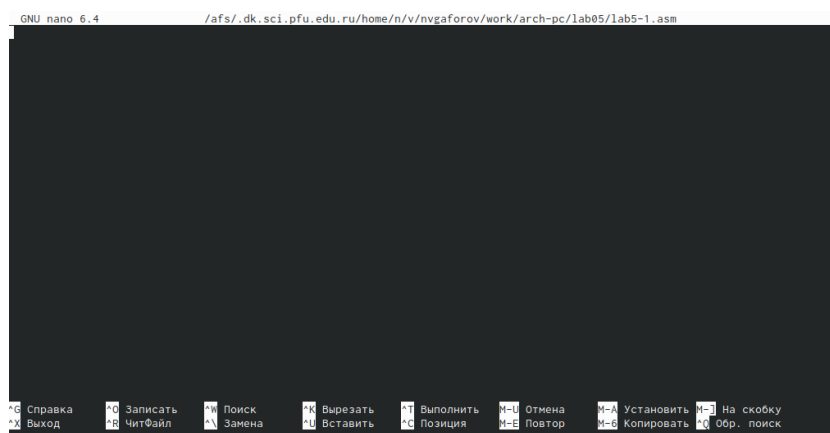 GNU nano 6.4 /afs/.dk.sci.pfu.edu.ru/home/n/v/nvgaforov/work/arch-pc/lab05/lab5-1.asm
^G Справка ^O Записать ^W Поиск ^K Вырезать ^T Выполнить M-U Отмена M-A Установить M-] На скобку
^X Выход ^R ЧитФайл ^\ Замена ^U Вставить ^C Позиция M-E Повтор M-6 Копировать ^Q Обр. поиск